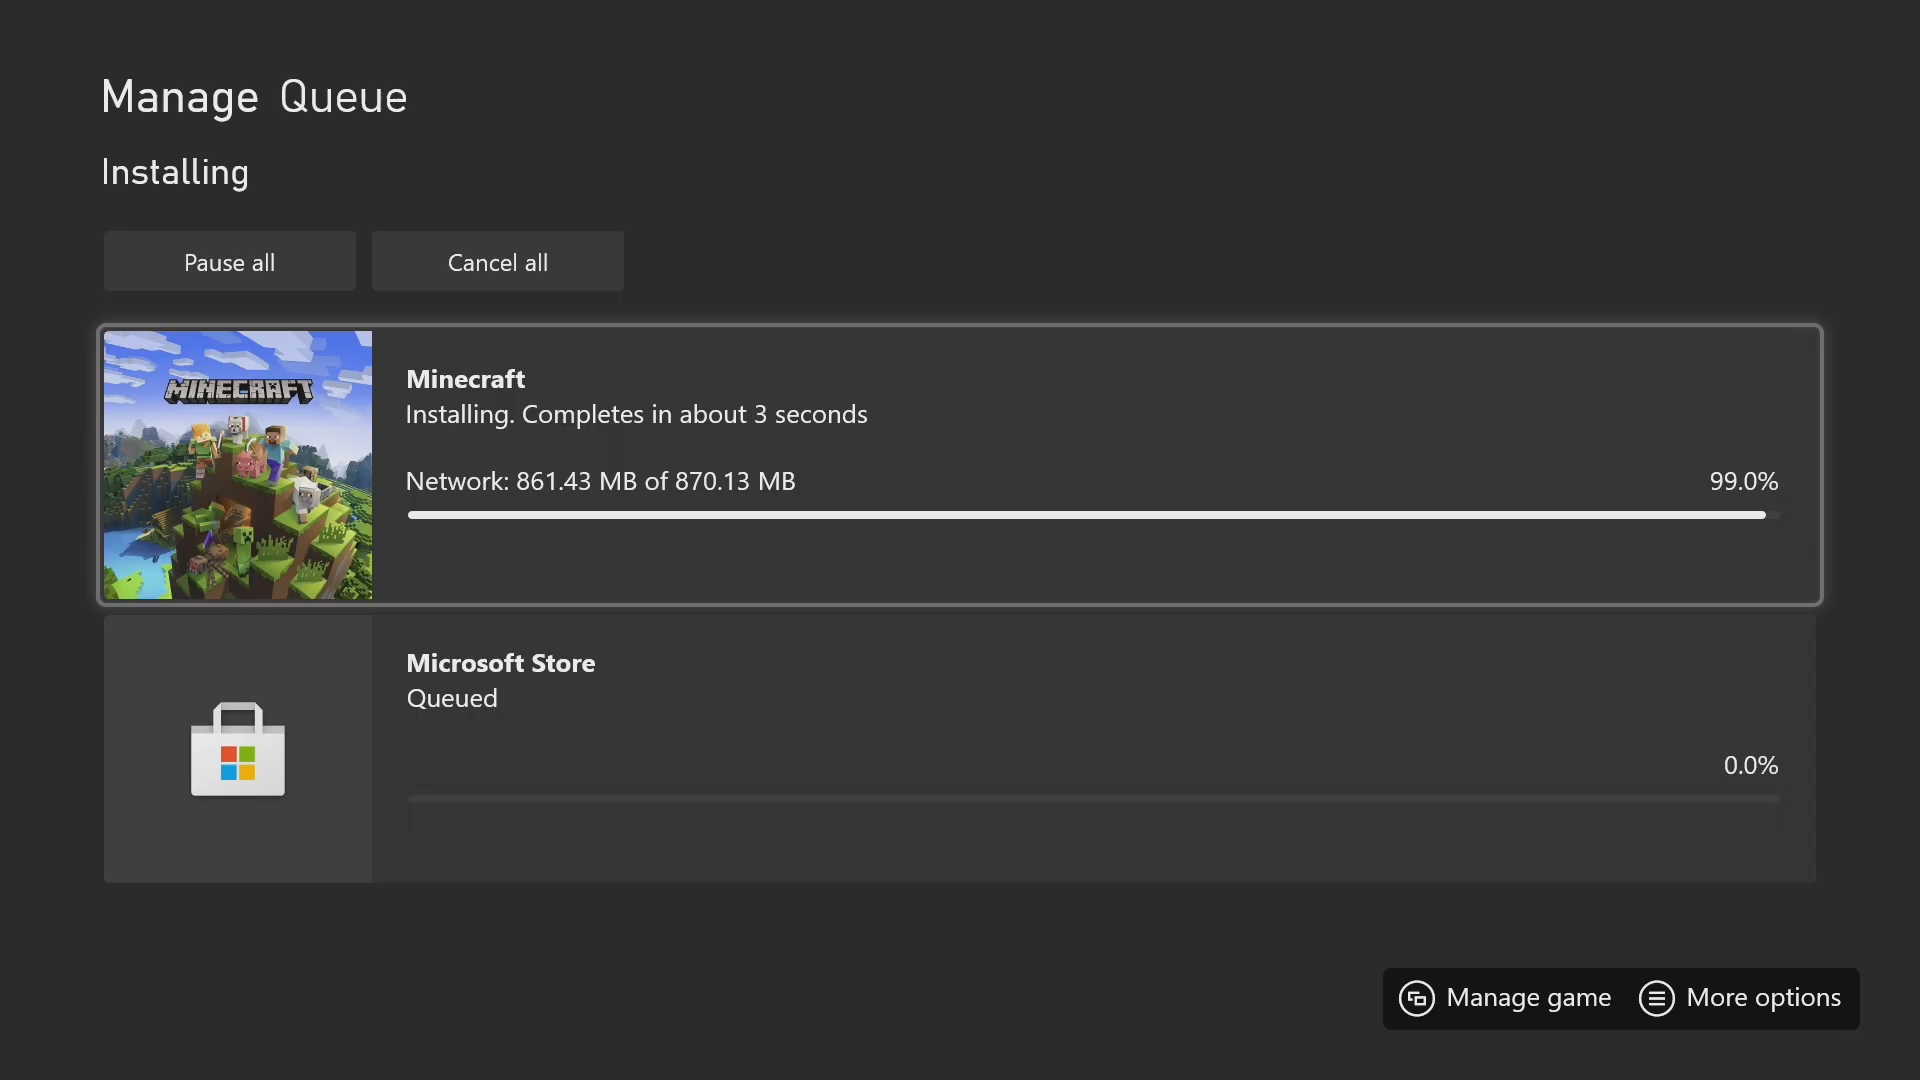 Manage Queue
Installing
Pause all
Cancel all
MINECRAFT
Minecraft
Installing. Completes in about 3 seconds
Network: 861.43 MB of 870.13 MB
99.0%
Microsoft Store
Queued
0.0%
Manage game
More options